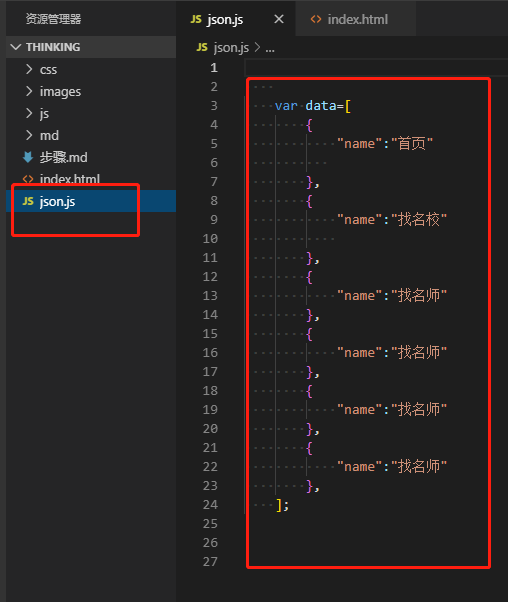 资源管理器
THINKING
css
images
js
md
步骤.md
<> index.html
JS json.js
JS json.js ×
<> index.html
JS json.js > ...
1
2
3 var data=[
4 {
5 "name":"首页"
6
7 },
8 {
9 "name":"找名校"
10
11 },
12 {
13 "name":"找名师"
14 },
15 {
16 "name":"找名师"
17 },
18 {
19 "name":"找名师"
20 },
21 {
22 "name":"找名师"
23 },
24 ];
25
26
27